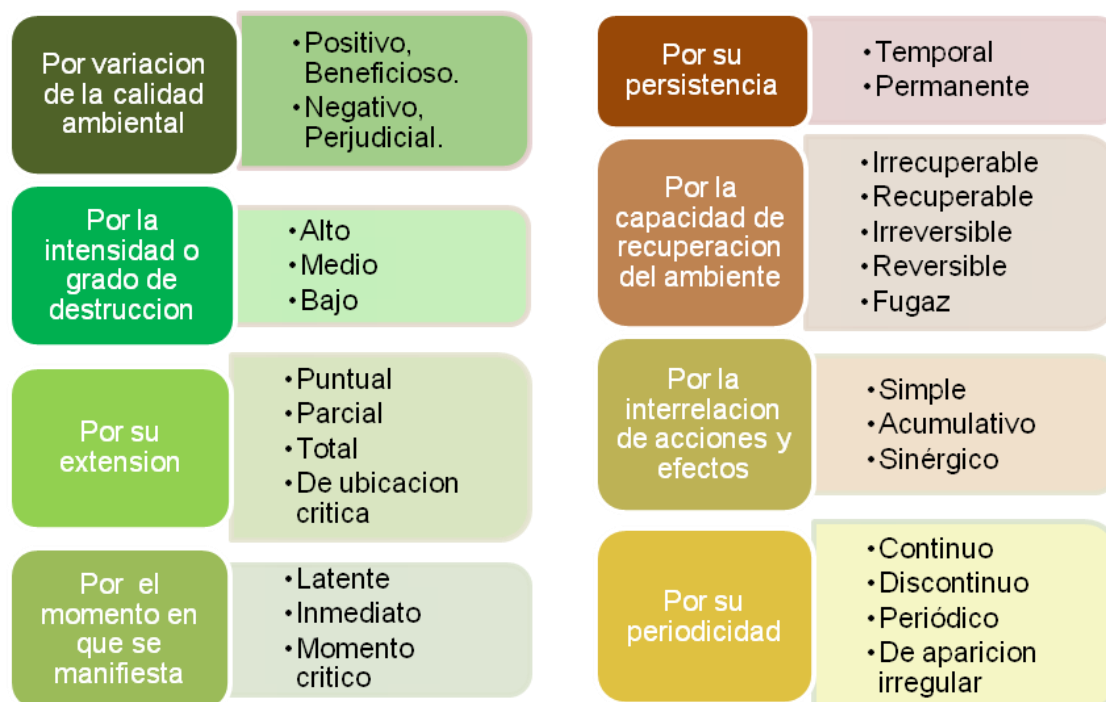 Por variacion
de la calidad
ambiental
•Positivo,
Beneficioso.
•Negativo,
Perjudicial.
Por la
intensidad o
grado de
destruccion
•Alto
•Medio
•Bajo
Por su
extension
•Puntual
•Parcial
•Total
•De ubicacion
critica
Por el
momento en
que se
manifiesta
•Latente
•Inmediato
•Momento
critico
Por su
persistencia
•Temporal
•Permanente
Por la
capacidad de
recuperacion
del ambiente
•Irrecuperable
•Recuperable
•Irreversible
•Reversible
•Fugaz
Por la
interrelacion
de acciones y
efectos
•Simple
•Acumulativo
•Sinérgico
Por su
periodicidad
•Continuo
•Discontinuo
•Periódico
•De aparicion
irregular